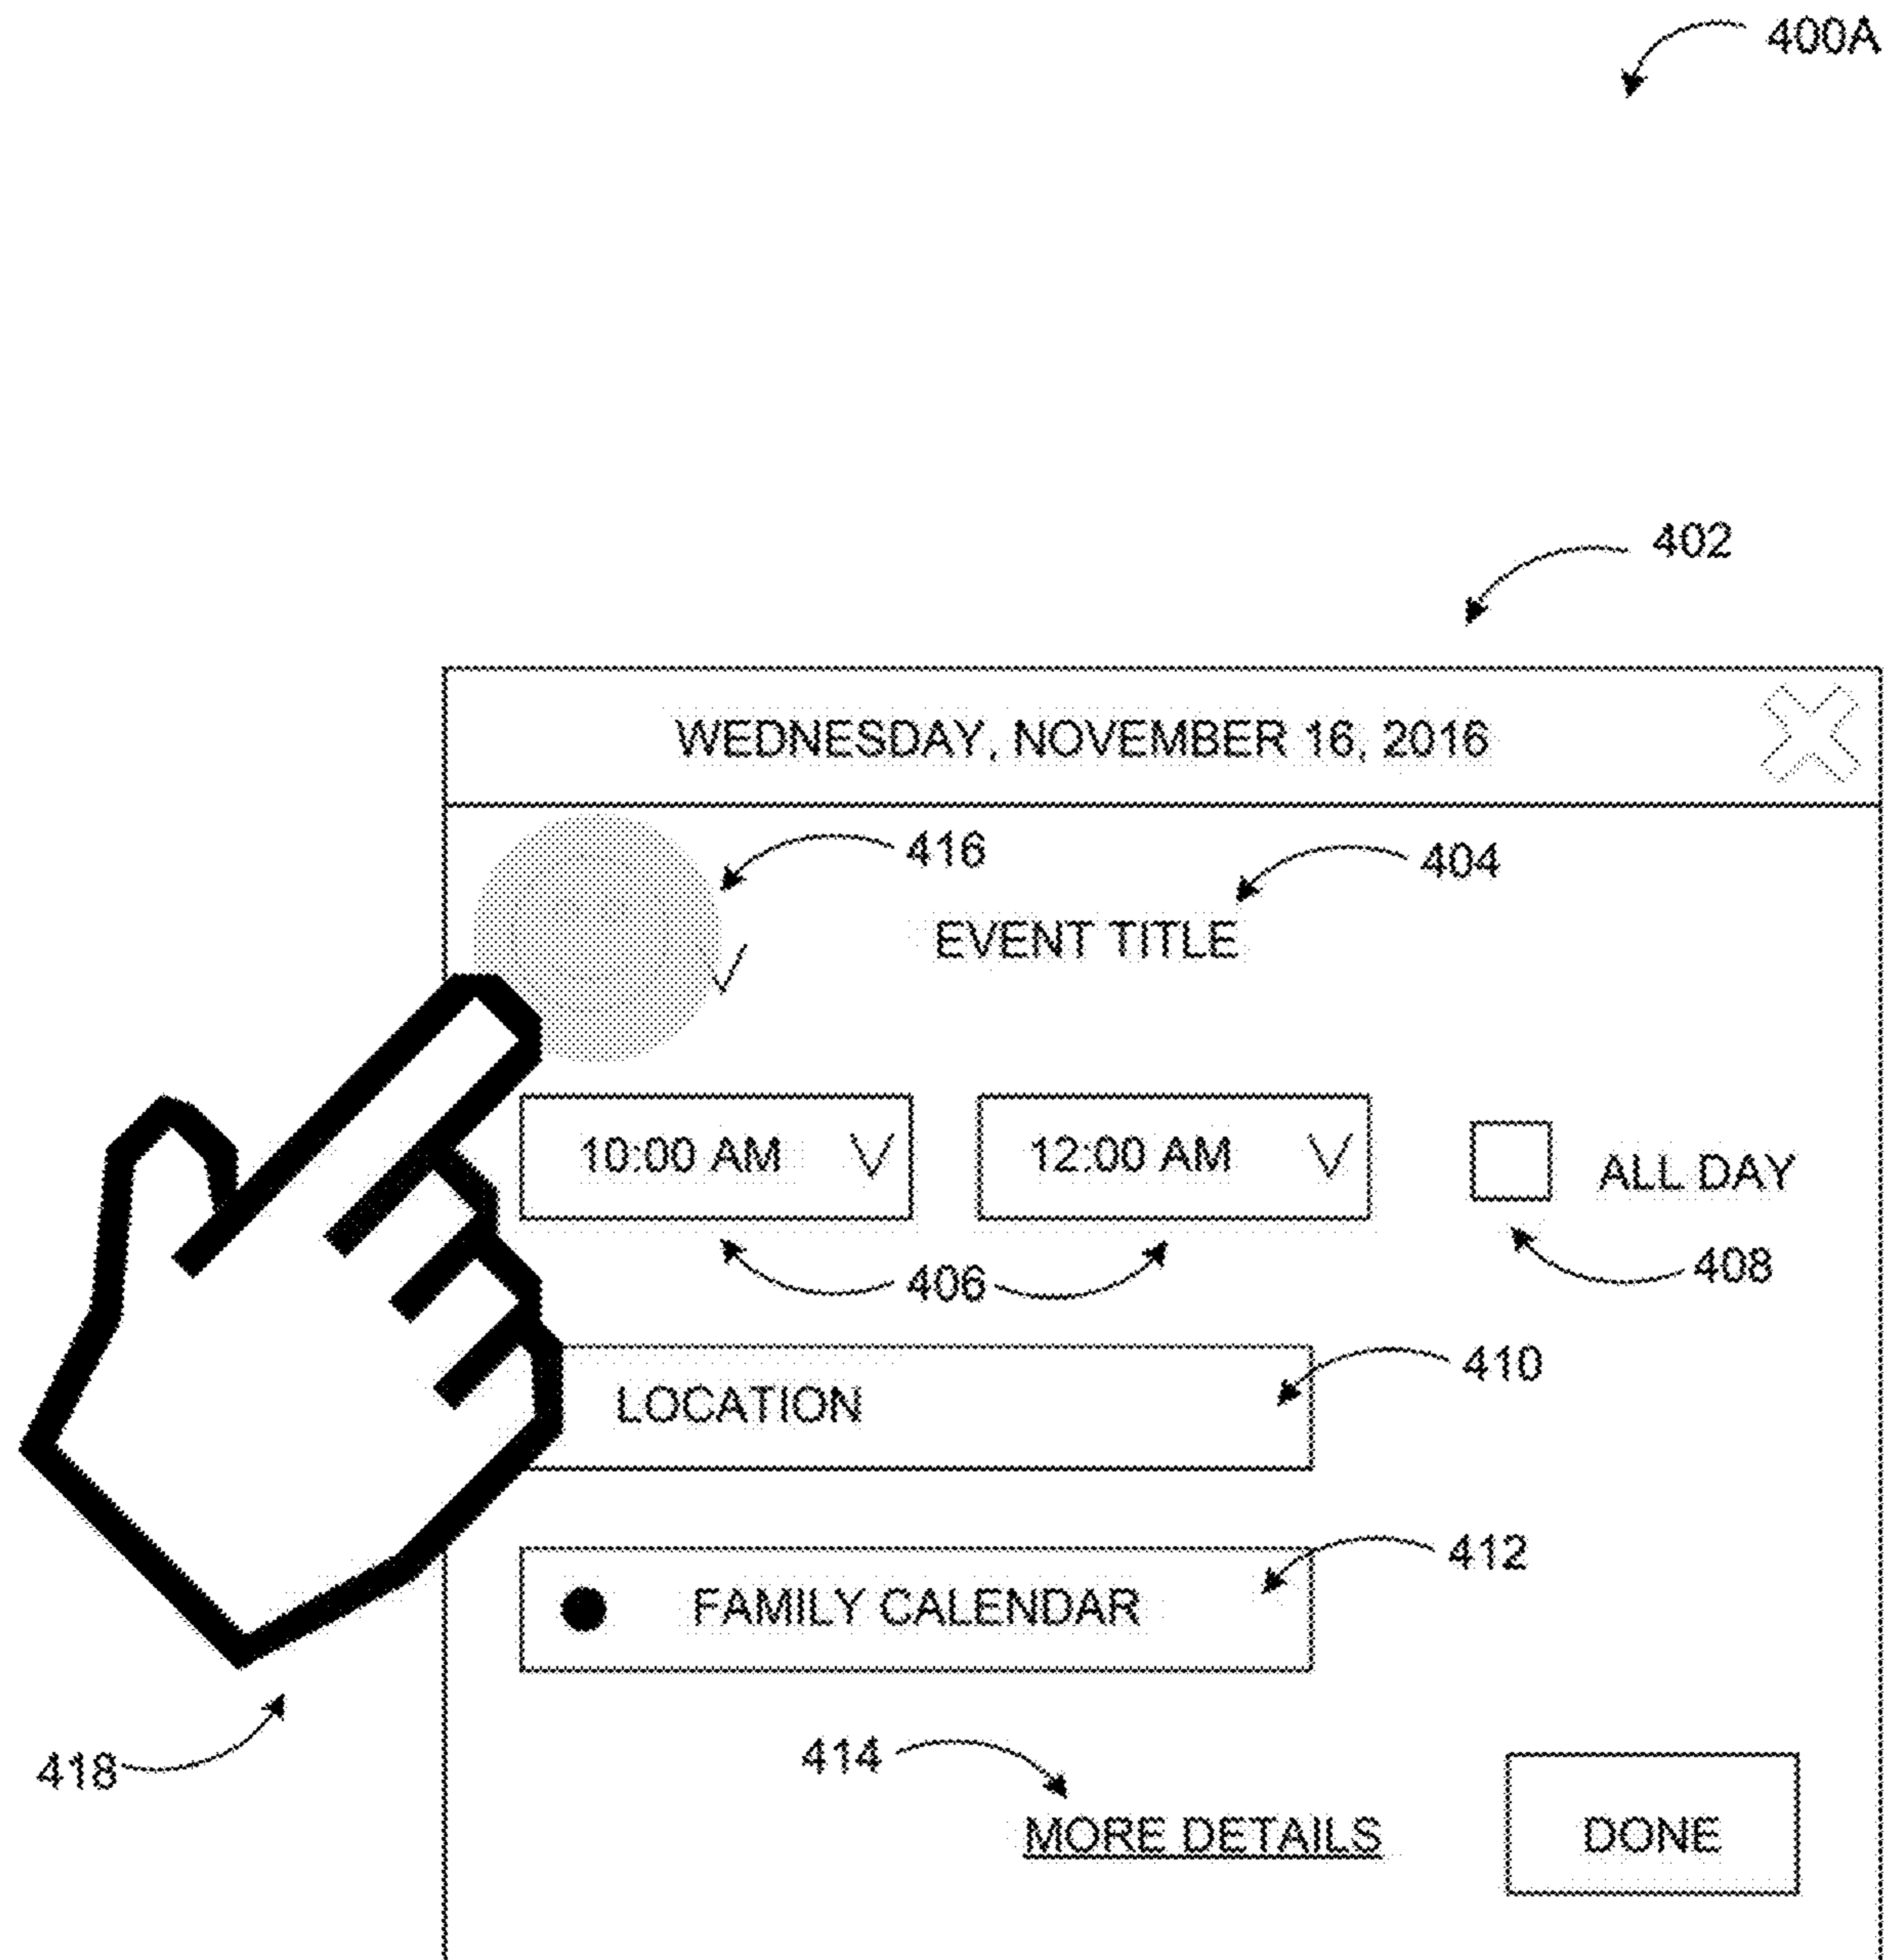 400A
402
WEDNESDAY, NOVEMBER 16, 2016
416
404
EVENT TITLE
10:00 AM
12:00 AM
ALL DAY
406
408
410
LOCATION
412
FAMILY CALENDAR
418
414
MORE DETAILS
DONE